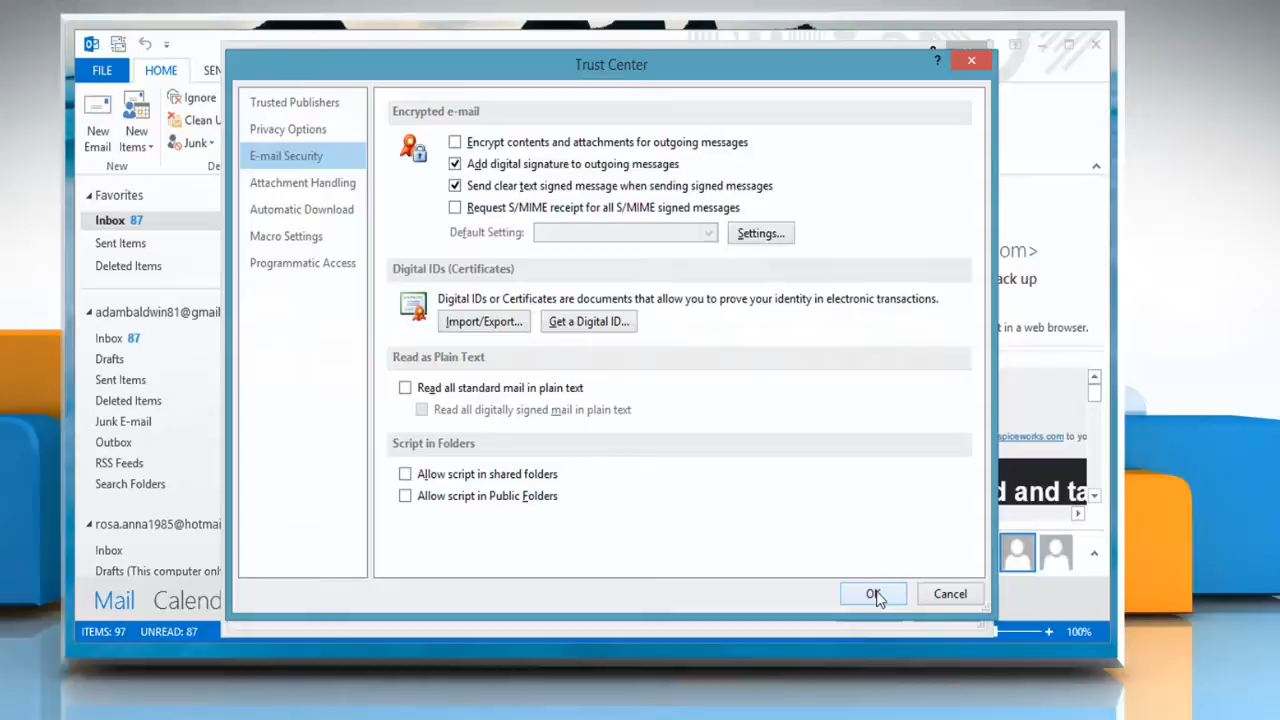 Trust Center
?
FILE
HOME
SEN
New Email
New Items
Ignore
Clean U
Junk
New
De
Favorites
Inbox 87
Sent Items
Deleted Items
adambaldwin81@gmail
Inbox 87
Drafts
Sent Items
Deleted Items
Junk E-mail
Outbox
RSS Feeds
Search Folders
rosa.anna1985@hotmai
Inbox
Drafts (This computer only
Mail Calend
ITEMS: 97 UNREAD: 87
Trusted Publishers
Privacy Options
E-mail Security
Attachment Handling
Automatic Download
Macro Settings
Programmatic Access
Encrypted e-mail
Encrypt contents and attachments for outgoing messages
Add digital signature to outgoing messages
Send clear text signed message when sending signed messages
Request S/MIME receipt for all S/MIME signed messages
Default Setting: Settings...
Digital IDs (Certificates)
Digital IDs or Certificates are documents that allow you to prove your identity in electronic transactions.
Import/Export... Get a Digital ID...
Read as Plain Text
Read all standard mail in plain text
Read all digitally signed mail in plain text
Script in Folders
Allow script in shared folders
Allow script in Public Folders
OK Cancel
om>
ack up
t in a web browser.
spiceworks.com to yo
d and ta
100%